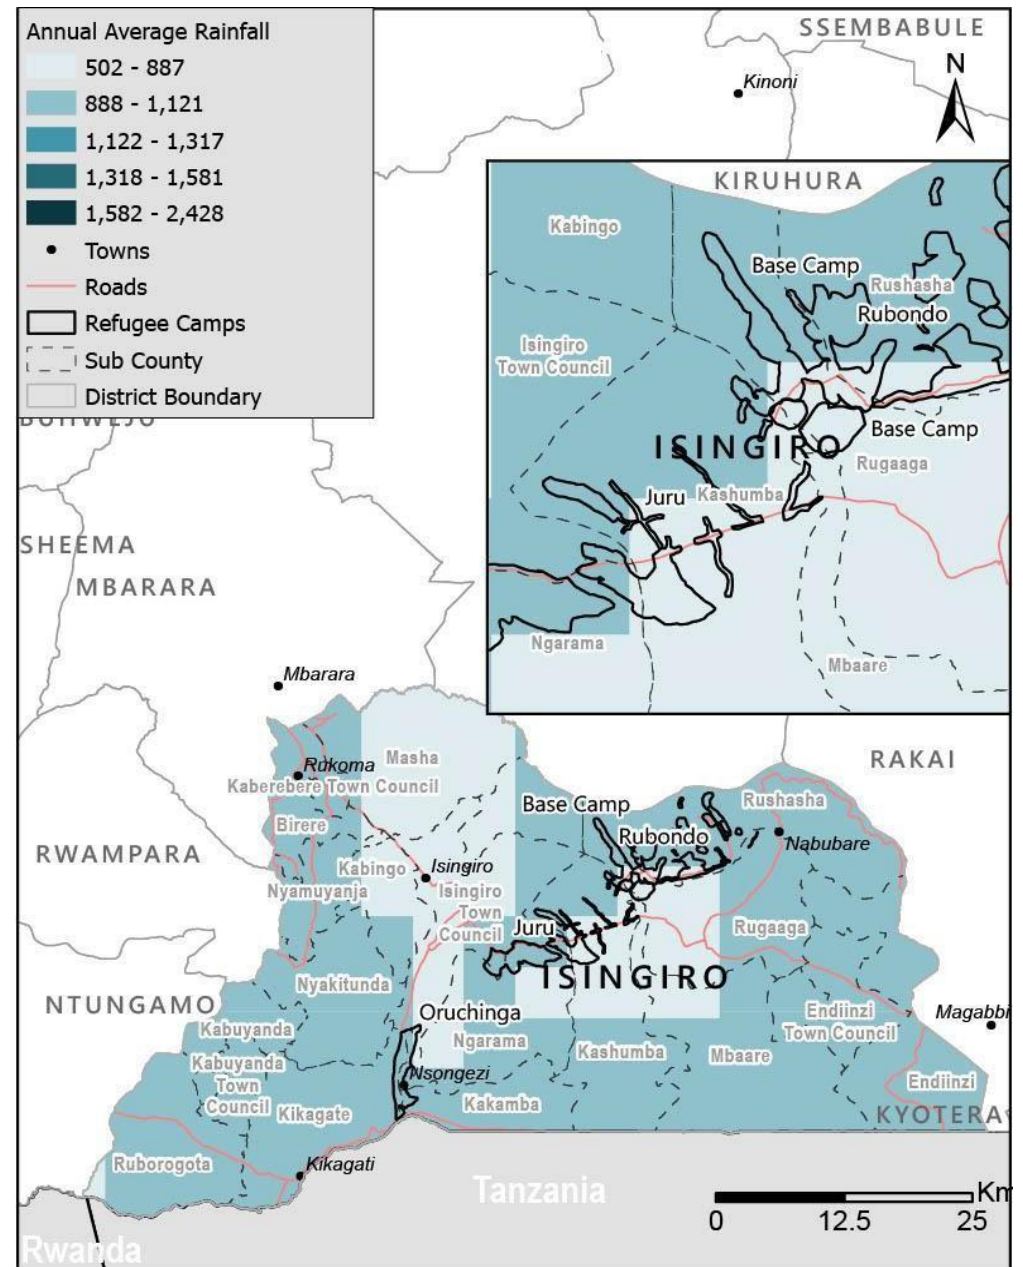 Annual Average Rainfall
502 - 887
888 - 1,121
1,122 - 1,317
1,318 - 1,581
1,582 - 2,428
Towns
Roads
Refugee Camps
Sub County
District Boundary
SSEMBABULE
Kinoni
N
KIRUHURA
Kabingo
Base Camp
Rushasha
Rubondo
Isingiro
Town Council
Base Camp
ISINGIRO
Rugaaga
Juru
Kashumba
Ngarama
Mbaare
BUHWEJU
SHEEMA
MBARARA
Mbarara
RAKAI
Masha
Rukoma
Kaberebere Town Council
Base Camp
Rushasha
Birere
Rubondo
Nabubare
RWAMPARA
Kabingo
Isingiro
Nyamuyanja
Isingiro
Town
Council
Juru
Rugaaga
ISINGIRO
Nyakitunda
NTUNGAMO
Oruchinga
Endiinzi
Town Council
Magabbi
Kabuyanda
Ngarama
Kashumba
Mbaare
Kabuyanda
Town
Council
Nsongezi
Endiinzi
Kikagate
Kakamba
KYOTERA
Ruborogota
Kikagati
Tanzania
Km
0 12.5 25
Rwanda